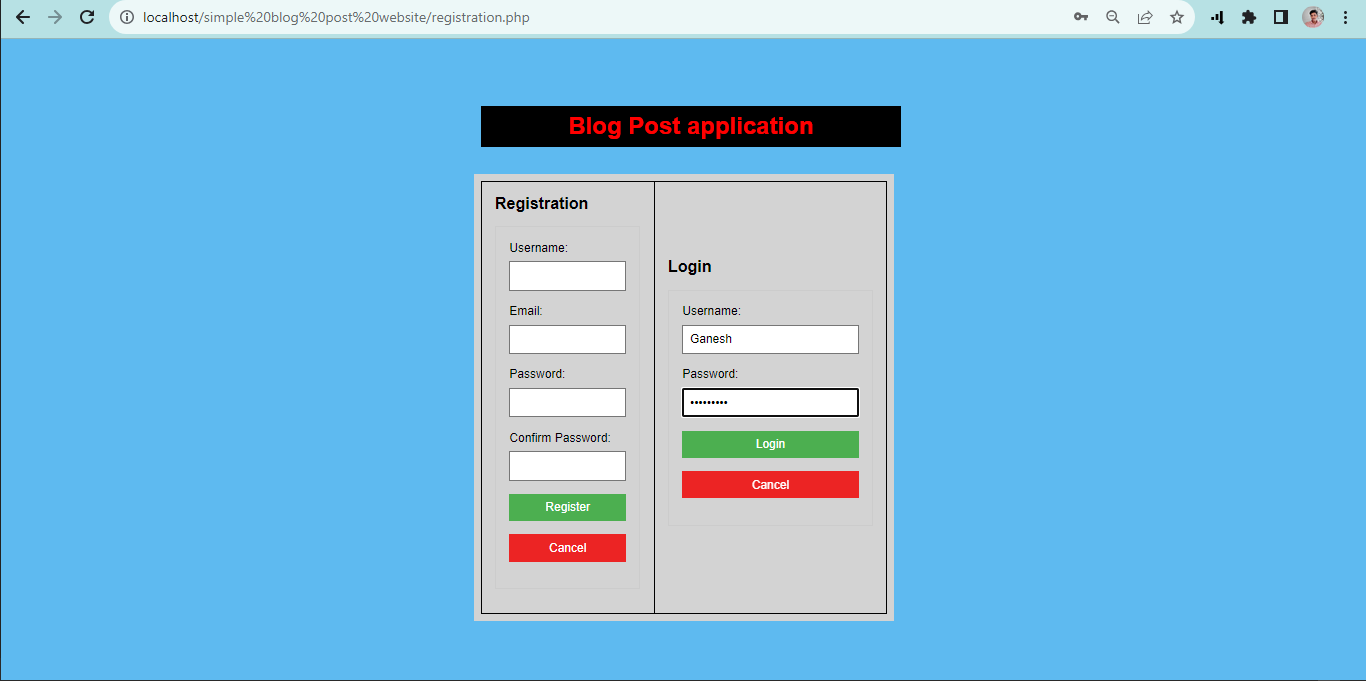 localhost/simple%20blog%20post%20website/registration.php
Blog Post application
Registration
Username:
Email:
Password:
Confirm Password:
Register
Cancel
Login
Username:
Ganesh
Password:
•••••••••
Login
Cancel